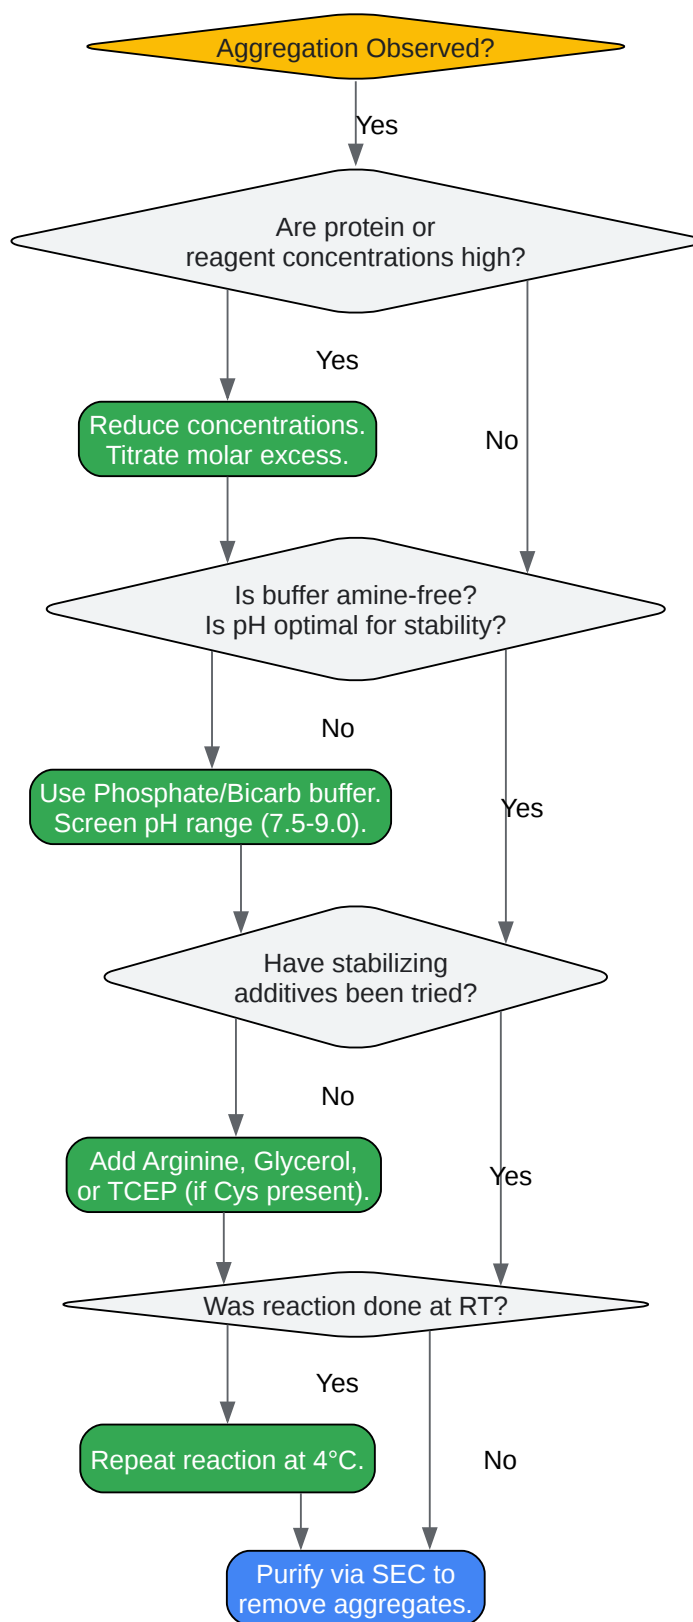 Aggregation Observed?
Yes
Are protein or
reagent concentrations high?
Yes
Reduce concentrations.
Titrate molar excess.
No
Is buffer amine-free?
Is pH optimal for stability?
No
Use Phosphate/Bicarb buffer.
Screen pH range (7.5-9.0).
Yes
Have stabilizing
additives been tried?
No
Add Arginine, Glycerol,
or TCEP (if Cys present).
Yes
Was reaction done at RT?
Yes
Repeat reaction at 4°C.
No
Purify via SEC to
remove aggregates.